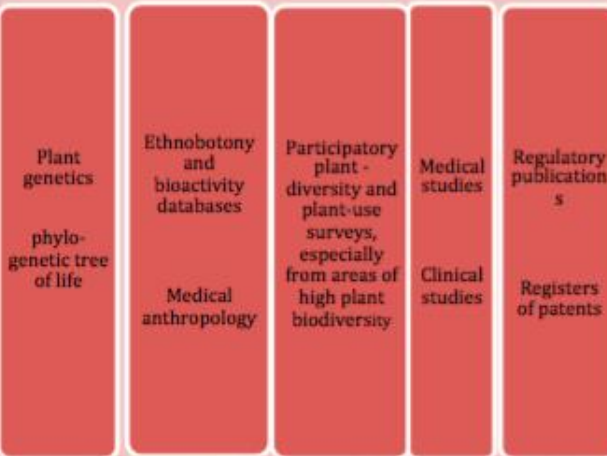 Plant
genetics
phylo-
genetic tree
of life
Ethnobotony
and
bioactivity
databases
Medical
anthropology
Participatory
plant -
diversity and
plant-use
surveys,
especially
from areas of
high plant
biodiversity
Medical
studies
Clinical
studies
Regulatory
publication
s
Registers
of patents